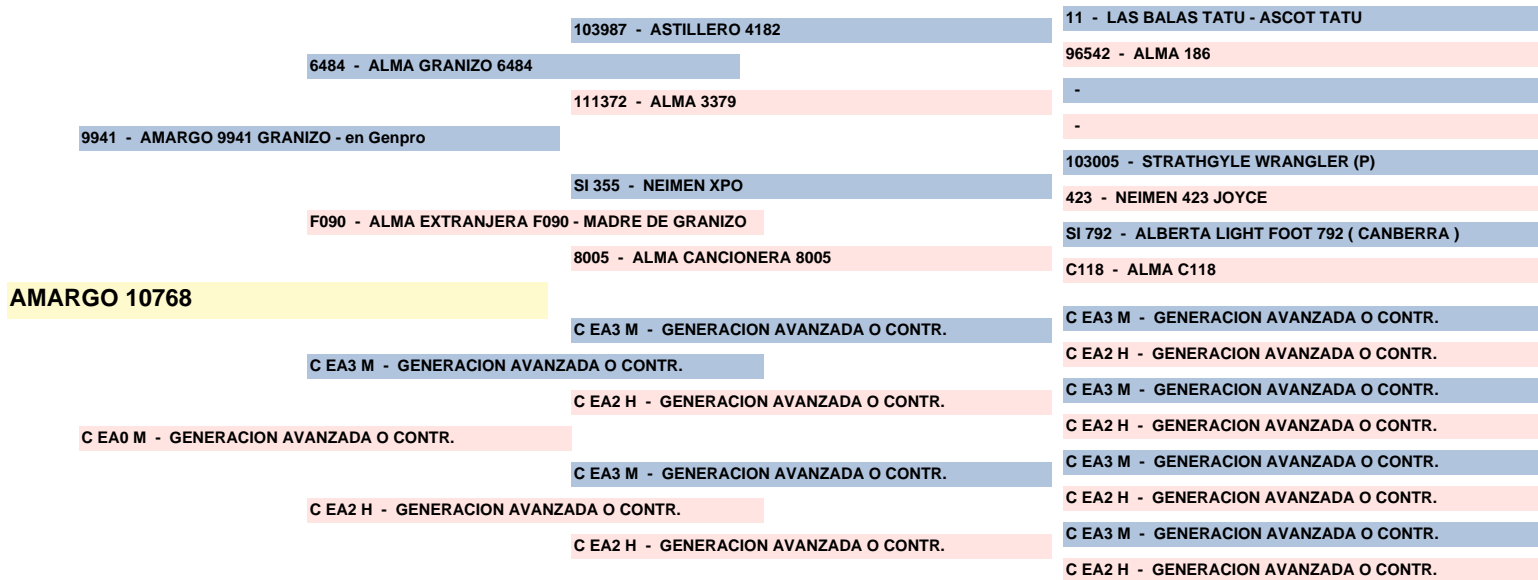 11 - LAS BALAS TATU - ASCOT TATU
103987 - ASTILLERO 4182
96542 - ALMA 186
6484 - ALMA GRANIZO 6484
-
111372 - ALMA 3379
-
9941 - AMARGO 9941 GRANIZO - en Genpro
103005 - STRATHGYLE WRANGLER (P)
SI 355 - NEIMEN XPO
423 - NEIMEN 423 JOYCE
F090 - ALMA EXTRANJERA F090 - MADRE DE GRANIZO
SI 792 - ALBERTA LIGHT FOOT 792 ( CANBERRA )
8005 - ALMA CANCIONERA 8005
C118 - ALMA C118
AMARGO 10768
C EA3 M - GENERACION AVANZADA O CONTR.
C EA3 M - GENERACION AVANZADA O CONTR.
C EA2 H - GENERACION AVANZADA O CONTR.
C EA3 M - GENERACION AVANZADA O CONTR.
C EA3 M - GENERACION AVANZADA O CONTR.
C EA2 H - GENERACION AVANZADA O CONTR.
C EA2 H - GENERACION AVANZADA O CONTR.
C EA0 M - GENERACION AVANZADA O CONTR.
C EA3 M - GENERACION AVANZADA O CONTR.
C EA3 M - GENERACION AVANZADA O CONTR.
C EA2 H - GENERACION AVANZADA O CONTR.
C EA2 H - GENERACION AVANZADA O CONTR.
C EA3 M - GENERACION AVANZADA O CONTR.
C EA2 H - GENERACION AVANZADA O CONTR.
C EA2 H - GENERACION AVANZADA O CONTR.